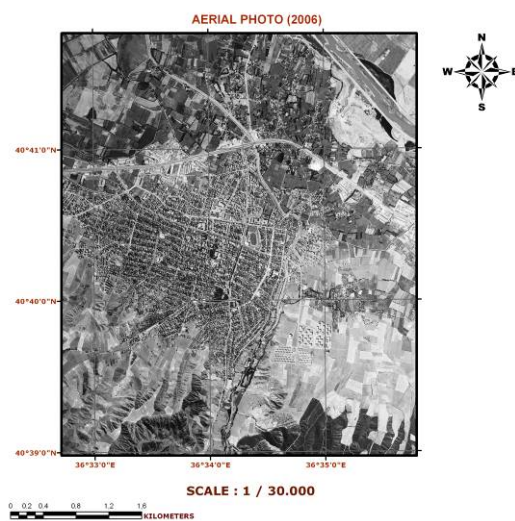 AERIAL PHOTO (2006)
N
W E
S
40°41'0"N
40°40'0"N
40°39'0"N
36°33'0"E 36°34'0"E 36°35'0"E
SCALE : 1 / 30.000
0 0,2 0,4 0,8 1,2 1,6
KILOMETERS